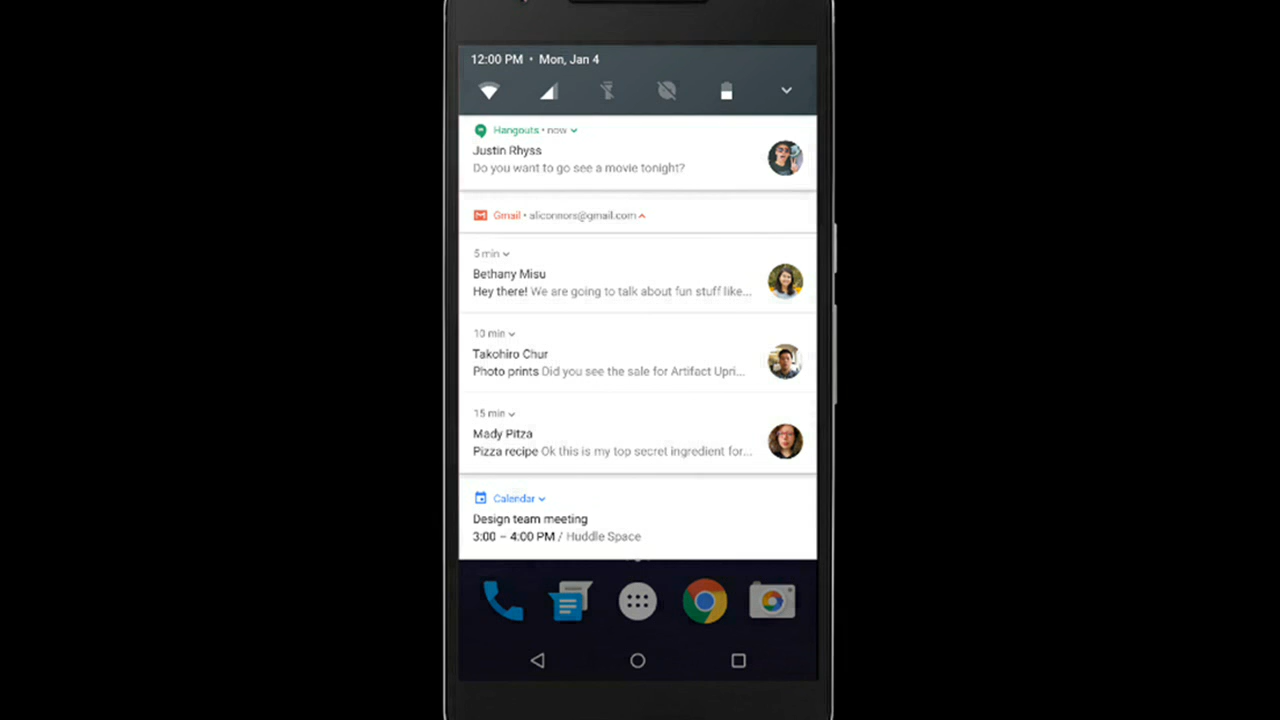 12:00 PM • Mon, Jan 4
Hangouts • now
Justin Rhyss
Do you want to go see a movie tonight?
Gmail • aliconnors@gmail.com
5 min
Bethany Misu
Hey there! We are going to talk about fun stuff like...
10 min
Takohiro Chur
Photo prints Did you see the sale for Artifact Upri...
15 min
Mady Pitza
Pizza recipe Ok this is my top secret ingredient for...
Calendar
Design team meeting
3:00 – 4:00 PM / Huddle Space